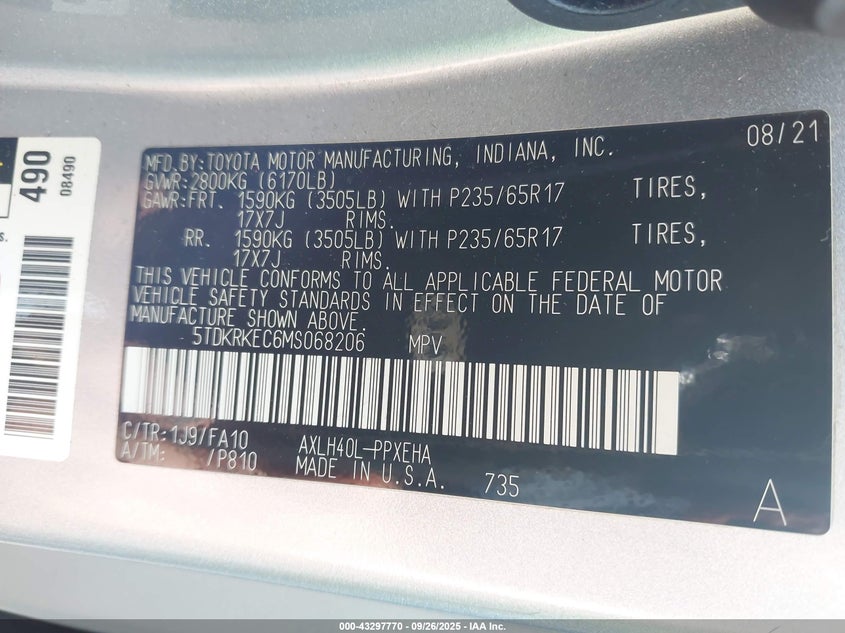 490
08490
s.
08/21
MFD. BY: TOYOTA MOTOR MANUFACTURING, INDIANA, INC.
GVWR: 2800KG (6170LB)
GAWR: FRT. 1590KG (3505LB) WITH P235/65R17 TIRES,
17X7J RIMS.
RR. 1590KG (3505LB) WITH P235/65R17 TIRES,
17X7J RIMS.
THIS VEHICLE CONFORMS TO ALL APPLICABLE FEDERAL MOTOR
VEHICLE SAFETY STANDARDS IN EFFECT ON THE DATE OF
MANUFACTURE SHOWN ABOVE.
5TDKRKEC6MS068206 MPV
C/TR: 1J9/FA10 AXLH40L-PPXEHA
A/TM: /P810 MADE IN U.S.A. 735
A
000-43297770 - 09/26/2025 - IAA Inc.